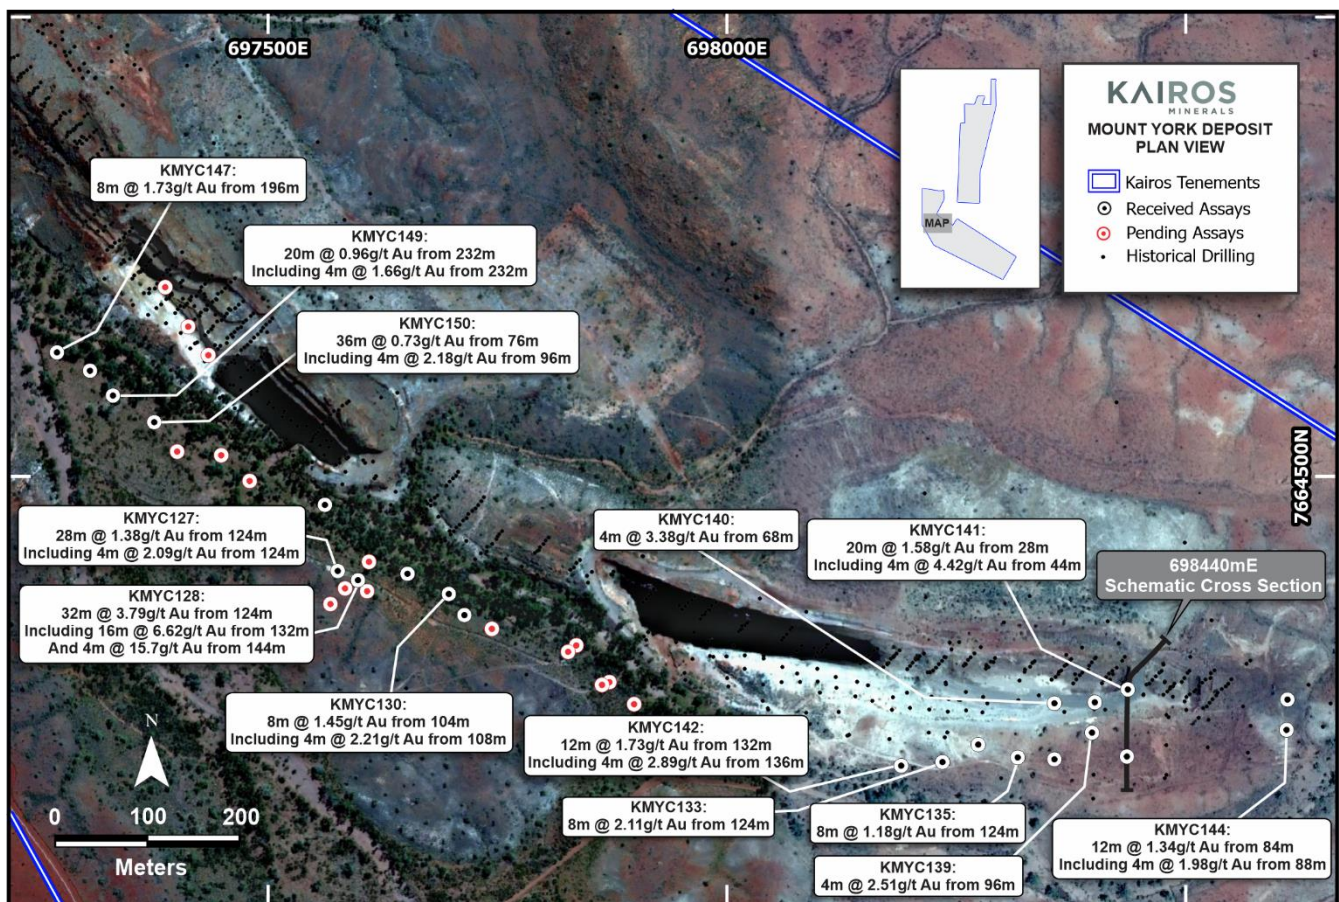 697500E
698000E
KAIROS
MINERALS
MOUNT YORK DEPOSIT
PLAN VIEW
Kairos Tenements
Received Assays
Pending Assays
Historical Drilling
MAP
KMYC147:
8m @ 1.73g/t Au from 196m
KMYC149:
20m @ 0.96g/t Au from 232m
Including 4m @ 1.66g/t Au from 232m
KMYC150:
36m @ 0.73g/t Au from 76m
Including 4m @ 2.18g/t Au from 96m
7664500N
KMYC127:
28m @ 1.38g/t Au from 124m
Including 4m @ 2.09g/t Au from 124m
KMYC140:
4m @ 3.38g/t Au from 68m
KMYC141:
20m @ 1.58g/t Au from 28m
Including 4m @ 4.42g/t Au from 44m
698440mE
Schematic Cross Section
KMYC128:
32m @ 3.79g/t Au from 124m
Including 16m @ 6.62g/t Au from 132m
And 4m @ 15.7g/t Au from 144m
KMYC130:
8m @ 1.45g/t Au from 104m
Including 4m @ 2.21g/t Au from 108m
KMYC142:
12m @ 1.73g/t Au from 132m
Including 4m @ 2.89g/t Au from 136m
KMYC133:
8m @ 2.11g/t Au from 124m
KMYC135:
8m @ 1.18g/t Au from 124m
KMYC139:
4m @ 2.51g/t Au from 96m
KMYC144:
12m @ 1.34g/t Au from 84m
Including 4m @ 1.98g/t Au from 88m
N
0 100 200
Meters